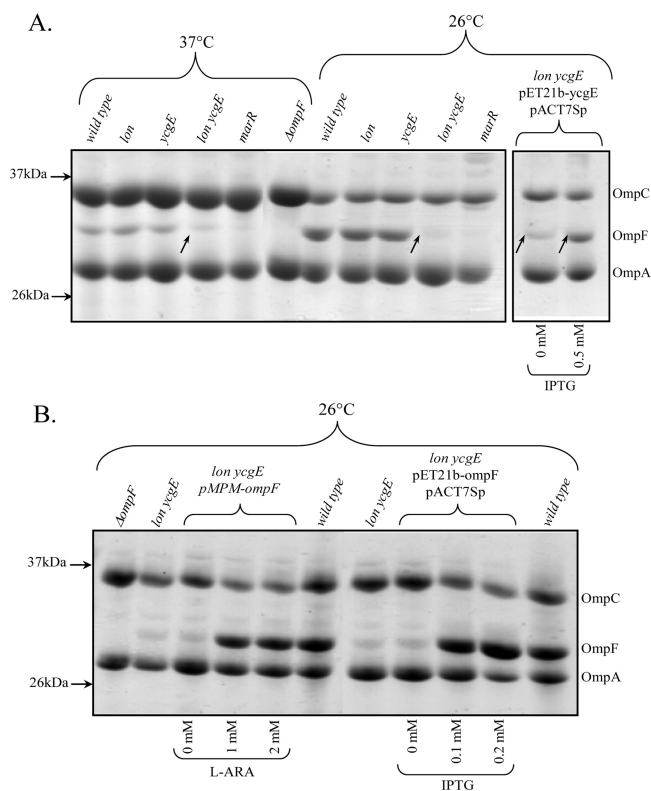 A.
37°C
26°C
wild type
lon
ycgE
lon ycgE
marR
ΔompF
wild type
lon
ycgE
lon ycgE
marR
lon ycgE
pET21b-ycgE
pACT7Sp
37kDa
26kDa
OmpC
OmpF
OmpA
0 mM
0.5 mM
IPTG
B.
26°C
ΔompF
lon ycgE
lon ycgE
pMPM-ompF
wild type
lon ycgE
lon ycgE
pET21b-ompF
pACT7Sp
wild type
37kDa
26kDa
OmpC
OmpF
OmpA
0 mM
1 mM
2 mM
L-ARA
0 mM
0.1 mM
0.2 mM
IPTG